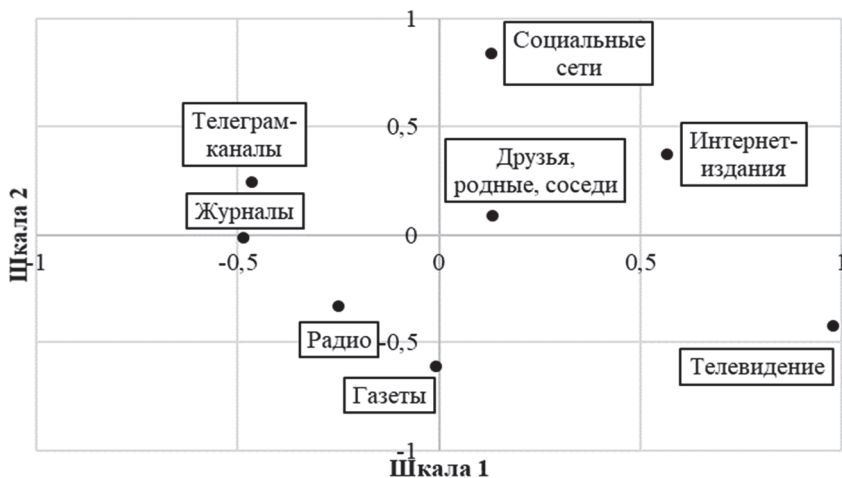 1
Социальные
сети
Телеграм-
каналы
0,5
Друзья,
родные, соседи
Интернет-
издания
Журналы
0
Шкала 2
-1
-0,5
0
0,5
1
Радио
-0,5
Телевидение
Газеты
-1
Шкала 1